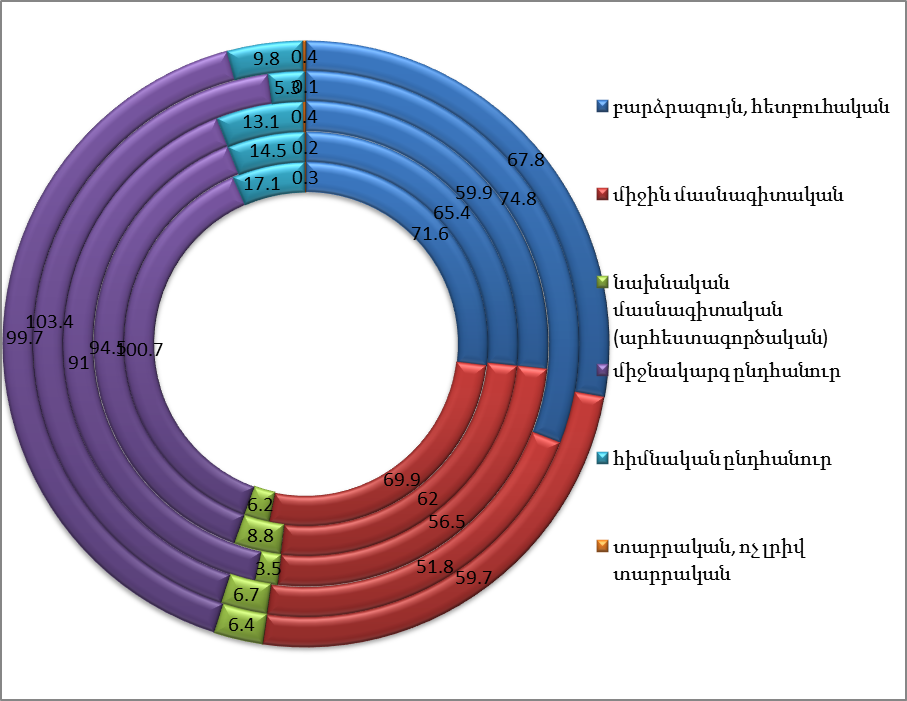 9.8 0.4
5.3 0.1
13.1 0.4
14.5 0.2
17.1 0.3
67.8
59.9 74.8
65.4
71.6
103.4
99.7
94.5 100.7
91
69.9
62
56.5
51.8
59.7
6.2
8.8
3.5
6.7
6.4
բարձրագույն, հետբուհական
միջին մասնագիտական
նախնական
մասնագիտական
(արհեստագործական)
միջնակարգ ընդհանուր
հիմնական ընդհանուր
տարրական, ոչ լրիվ
տարրական